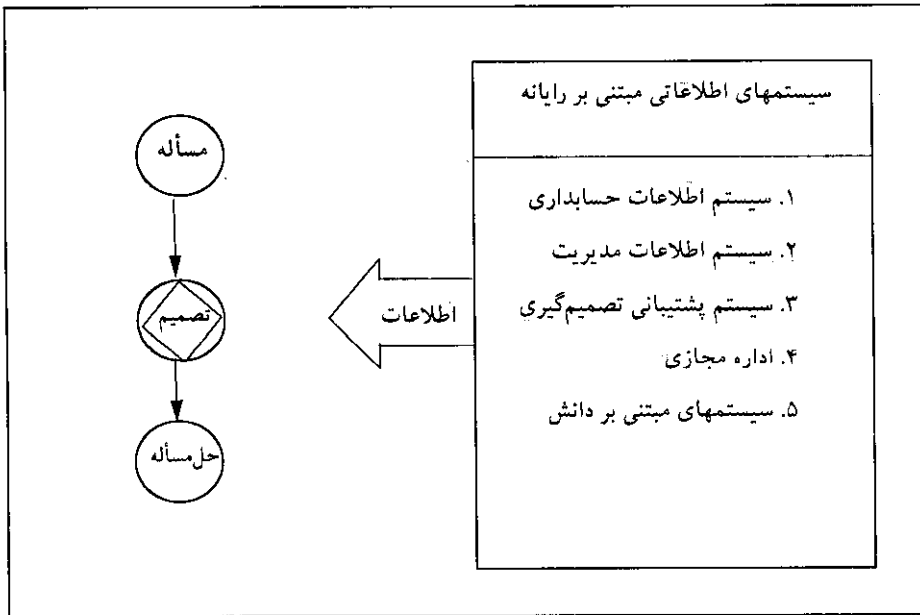 سیستمهای اطلاعاتی مبتنی بر رایانه
۱. سیستم اطلاعات حسابداری
۲. سیستم اطلاعات مدیریت
۳. سیستم پشتیبانی تصمیم‌گیری
۴. اداره مجازی
۵. سیستمهای مبتنی بر دانش
اطلاعات
مسأله
تصمیم
حل مسأله